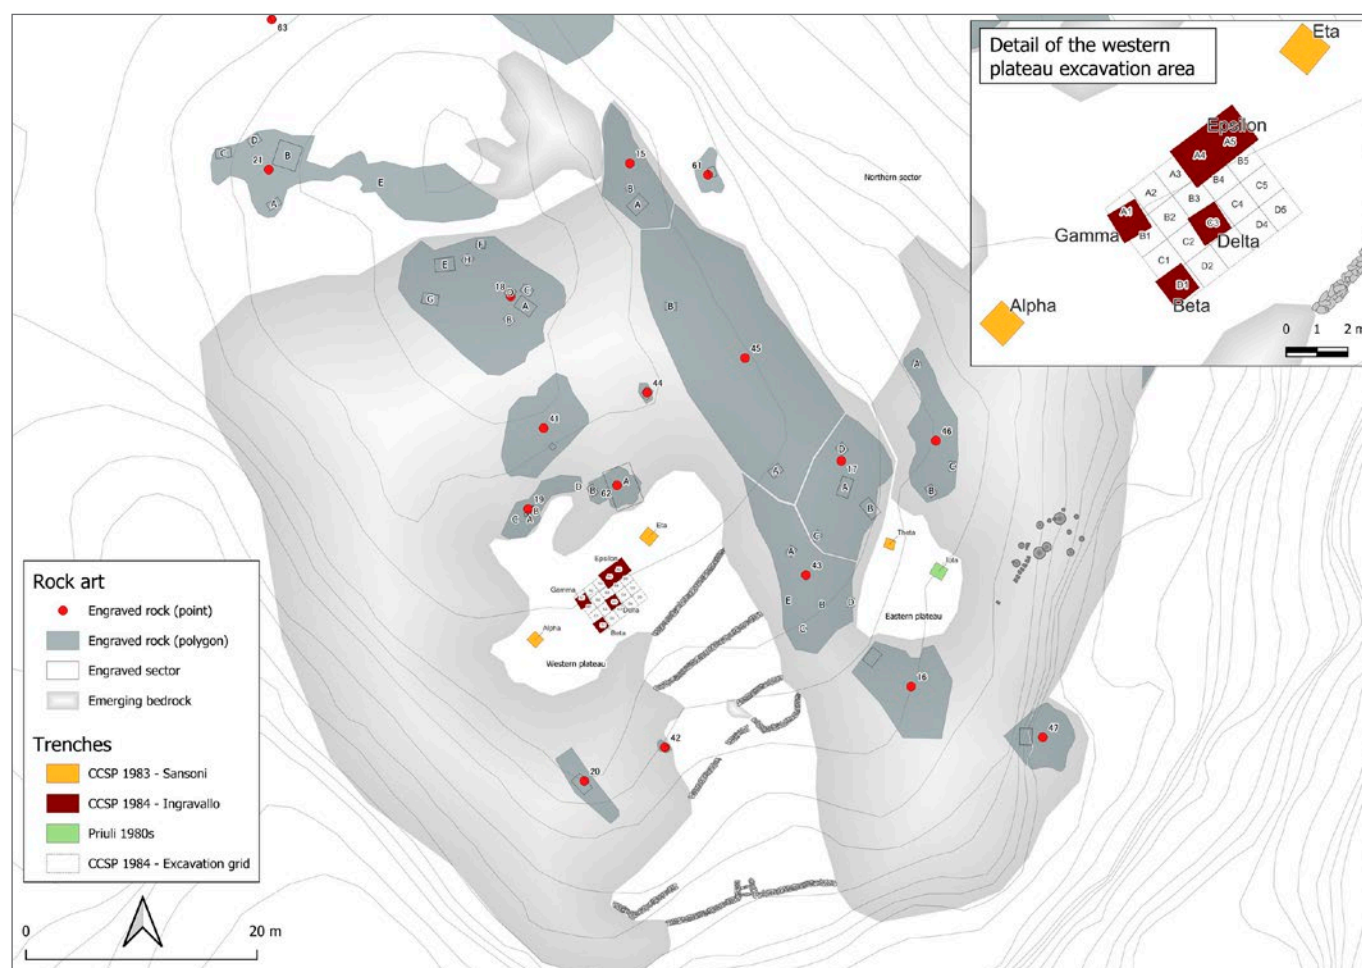 63
Detail of the western
plateau excavation area
Eta
Epsilon
A5
A4
B5
A3
B4
C5
A2
B3
C4
D5
A1
B2
C3
D4
Gamma
B1
C2
Delta
C1
D2
D1
Alpha
Beta
0 1 2 m
Northern sector
C
D
B
21
A
E
15
B
A
61
F
E
H
G
18
D
C
A
B
B
45
44
41
A
46
C
B
D
17
A
B
C
A
19
D
B
62
A
C
B
A
Eta
Epsilon
Gamma
Delta
Beta
Alpha
Western plateau
Theta
Iota
Eastern plateau
A
43
E
B
D
C
16
47
42
20
Rock art
Engraved rock (point)
Engraved rock (polygon)
Engraved sector
Emerging bedrock
Trenches
CCSP 1983 - Sansoni
CCSP 1984 - Ingravallo
Priuli 1980s
CCSP 1984 - Excavation grid
0 20 m